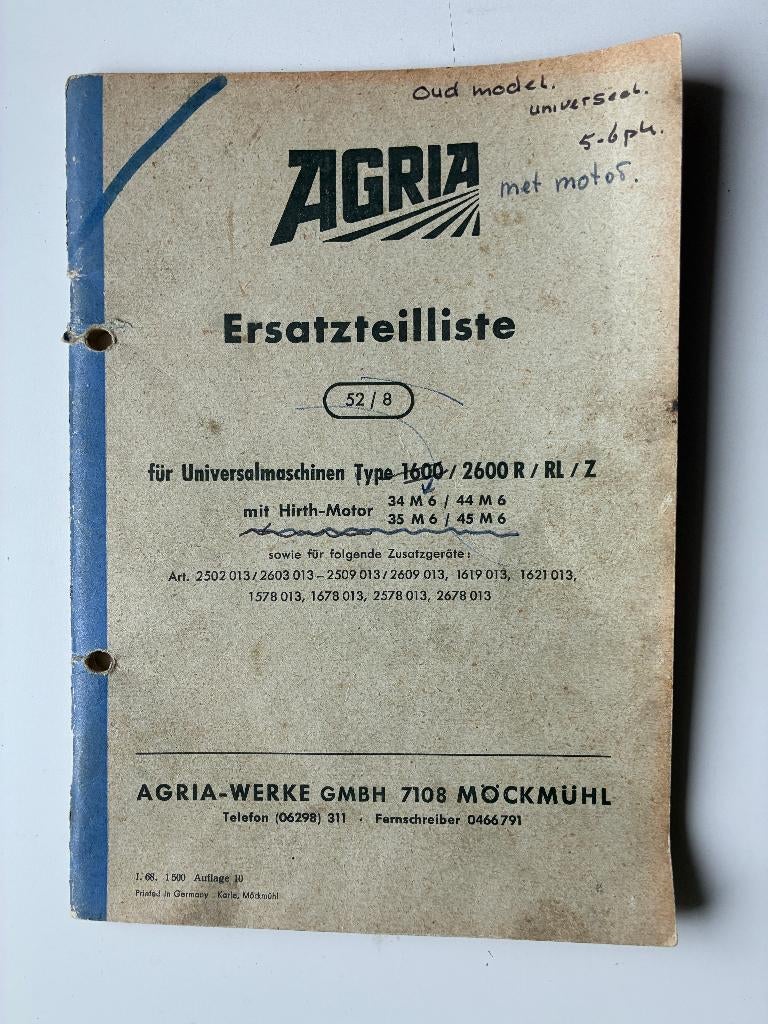 Oud model.
universeel.
5-6 pk.
met motor.
AGRIA
Ersatzteilliste
52 / 8
für Universalmaschinen Type 1600 / 2600 R / RL / Z
mit Hirth-Motor 34 M 6 / 44 M 6
35 M 6 / 45 M 6
sowie für folgende Zusatzgeräte:
Art. 2502 013 / 2603 013 – 2509 013 / 2609 013, 1619 013, 1621 013,
1578 013, 1678 013, 2578 013, 2678 013
AGRIA-WERKE GMBH 7108 MÖCKMÜHL
Telefon (06298) 311 · Fernschreiber 0466791
1. 68. 1500 Auflage 10
Printed in Germany . Karle, Möckmühl